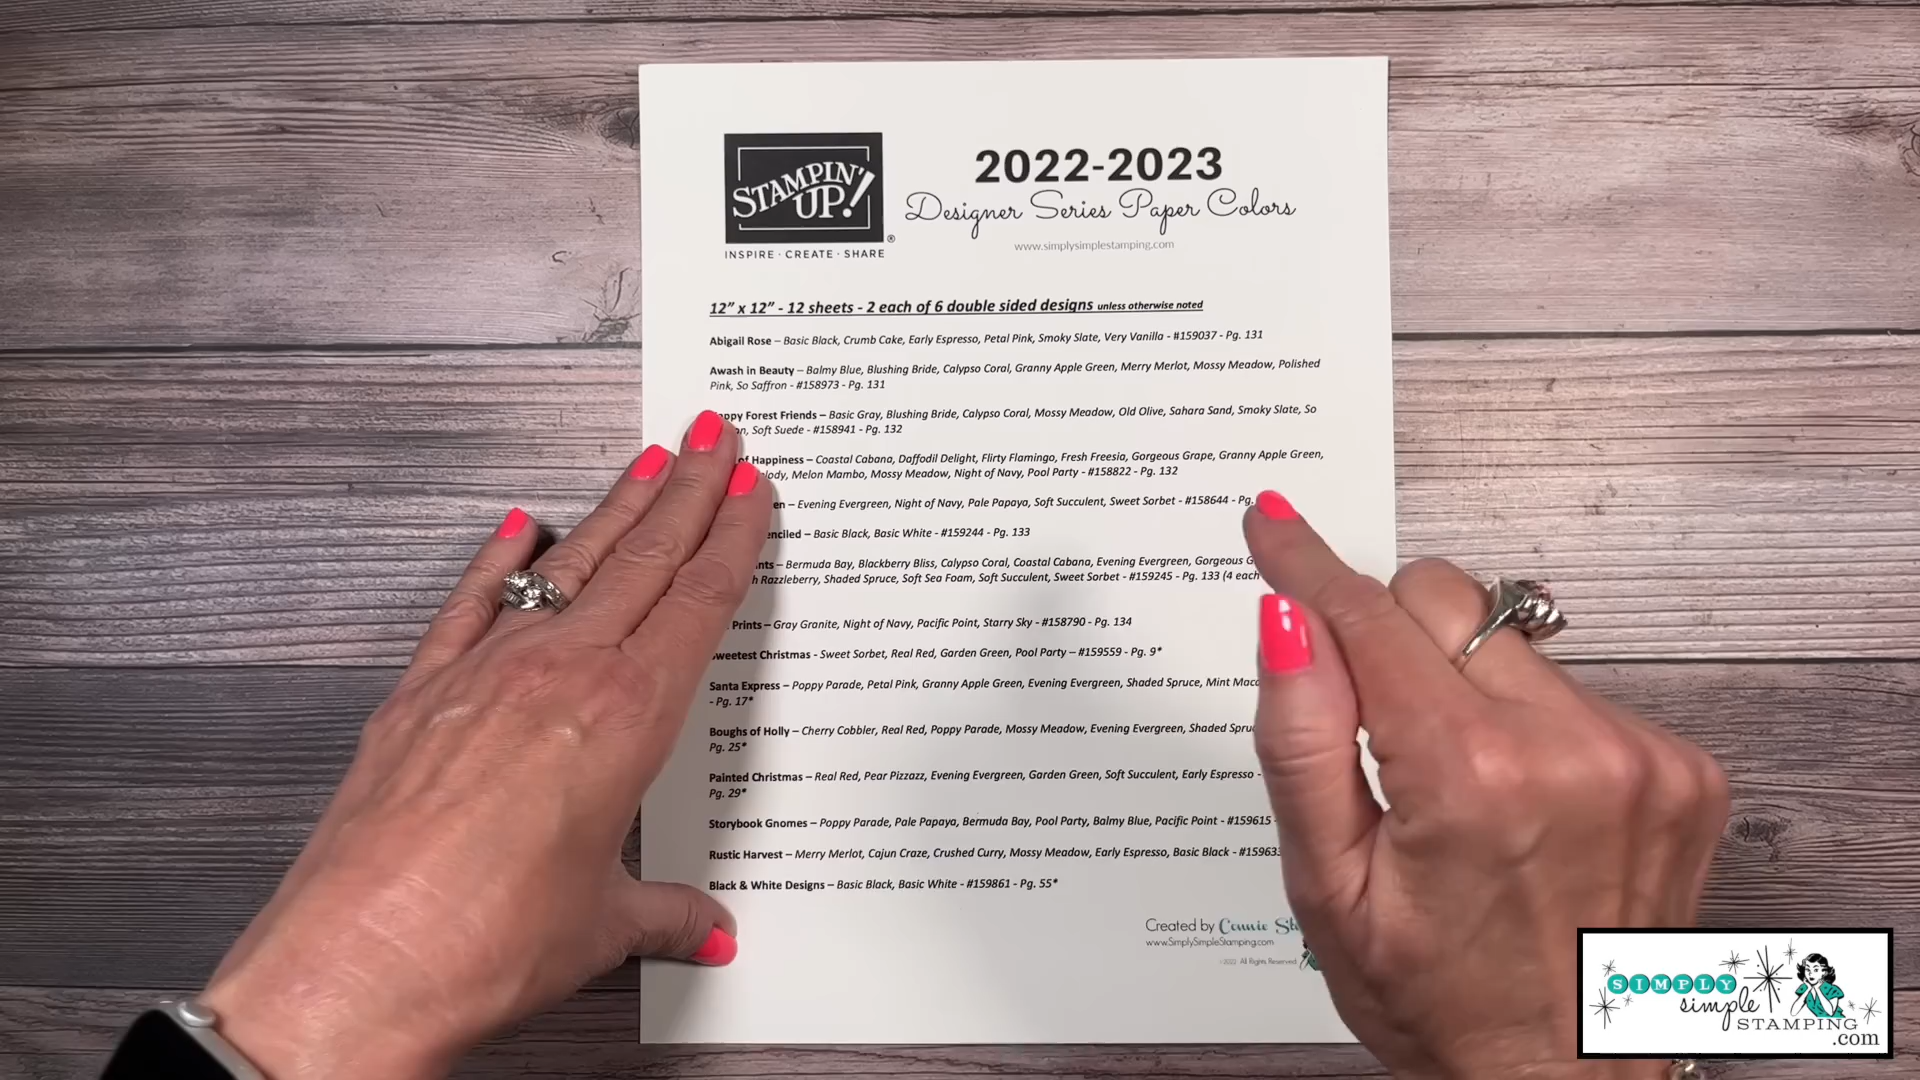 STAMPIN' UP!®
INSPIRE · CREATE · SHARE
2022-2023
Designer Series Paper Colors
www.simplysimplestamping.com
12” x 12” - 12 sheets - 2 each of 6 double sided designs unless otherwise noted
Abigail Rose – Basic Black, Crumb Cake, Early Espresso, Petal Pink, Smoky Slate, Very Vanilla - #159037 - Pg. 131
Awash in Beauty – Balmy Blue, Blushing Bride, Calypso Coral, Granny Apple Green, Merry Merlot, Mossy Meadow, Polished
Pink, So Saffron - #158973 - Pg. 131
Forest Friends – Basic Gray, Blushing Bride, Calypso Coral, Mossy Meadow, Old Olive, Sahara Sand, Smoky Slate, So
Soft Suede - #158941 - Pg. 132
of Happiness – Coastal Cabana, Daffodil Delight, Flirty Flamingo, Fresh Freesia, Gorgeous Grape, Granny Apple Green,
Melon Mambo, Mossy Meadow, Night of Navy, Pool Party - #158822 - Pg. 132
– Evening Evergreen, Night of Navy, Pale Papaya, Soft Succulent, Sweet Sorbet - #158644 - Pg.
– Basic Black, Basic White - #159244 - Pg. 133
– Bermuda Bay, Blackberry Bliss, Calypso Coral, Coastal Cabana, Evening Evergreen, Gorgeous
Razzleberry, Shaded Spruce, Soft Sea Foam, Soft Succulent, Sweet Sorbet - #159245 - Pg. 133 (4 each
Prints – Gray Granite, Night of Navy, Pacific Point, Starry Sky - #158790 - Pg. 134
Sweetest Christmas - Sweet Sorbet, Real Red, Garden Green, Pool Party – #159559 - Pg. 9*
Santa Express – Poppy Parade, Petal Pink, Granny Apple Green, Evening Evergreen, Shaded Spruce, Mint
- Pg. 17*
Boughs of Holly – Cherry Cobbler, Real Red, Poppy Parade, Mossy Meadow, Evening Evergreen, Shaded
Pg. 25*
Painted Christmas – Real Red, Pear Pizzazz, Evening Evergreen, Garden Green, Soft Succulent, Early Espresso -
Pg. 29*
Storybook Gnomes – Poppy Parade, Pale Papaya, Bermuda Bay, Pool Party, Balmy Blue, Pacific Point - #159615 -
Rustic Harvest – Merry Merlot, Cajun Craze, Crushed Curry, Mossy Meadow, Early Espresso, Basic Black -
Black & White Designs – Basic Black, Basic White - #159861 - Pg. 55*
Created by Connie
www.SimplySimpleStamping.com
©2022 All Rights Reserved
SIMPLY
simple
STAMPING
.com